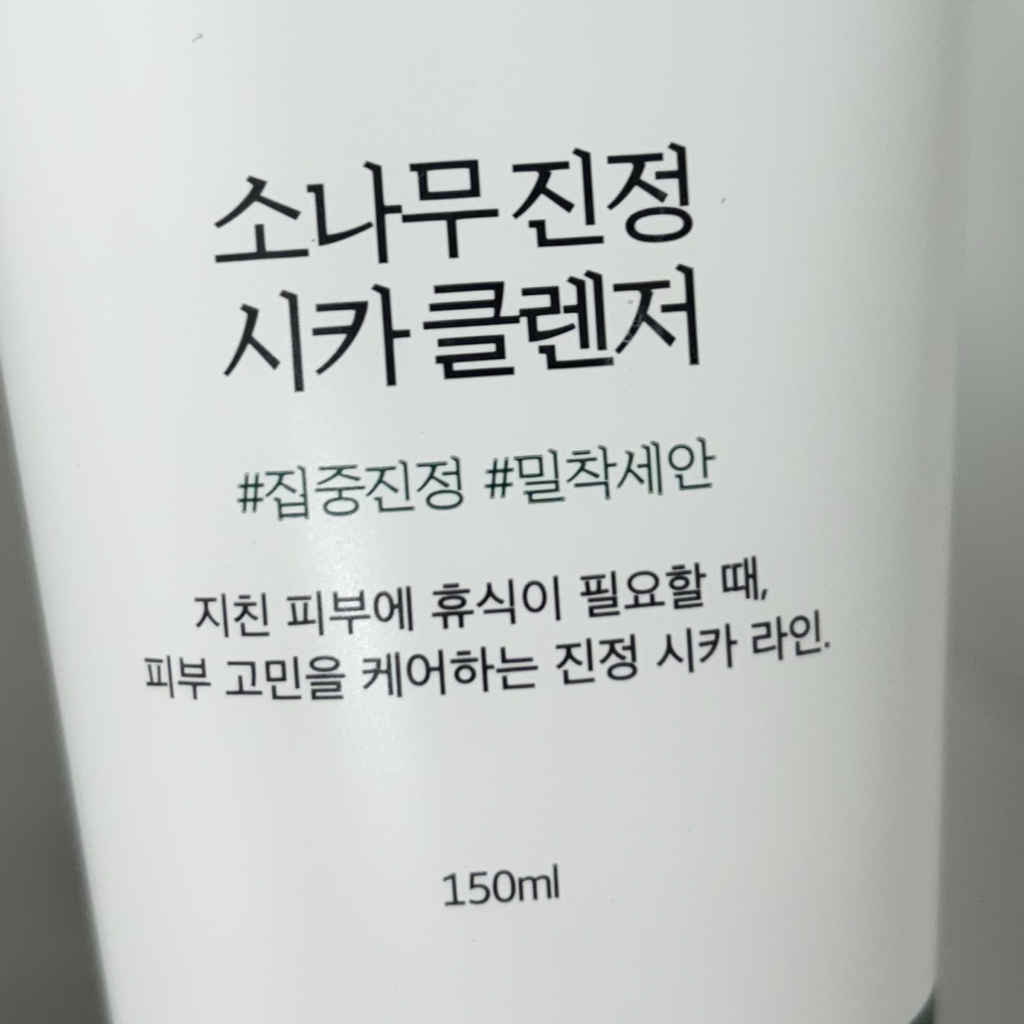 소나무 진정
시카 클렌저
#집중진정 #밀착세안
지친 피부에 휴식이 필요할 때,
피부 고민을 케어하는 진정 시카 라인.
150ml